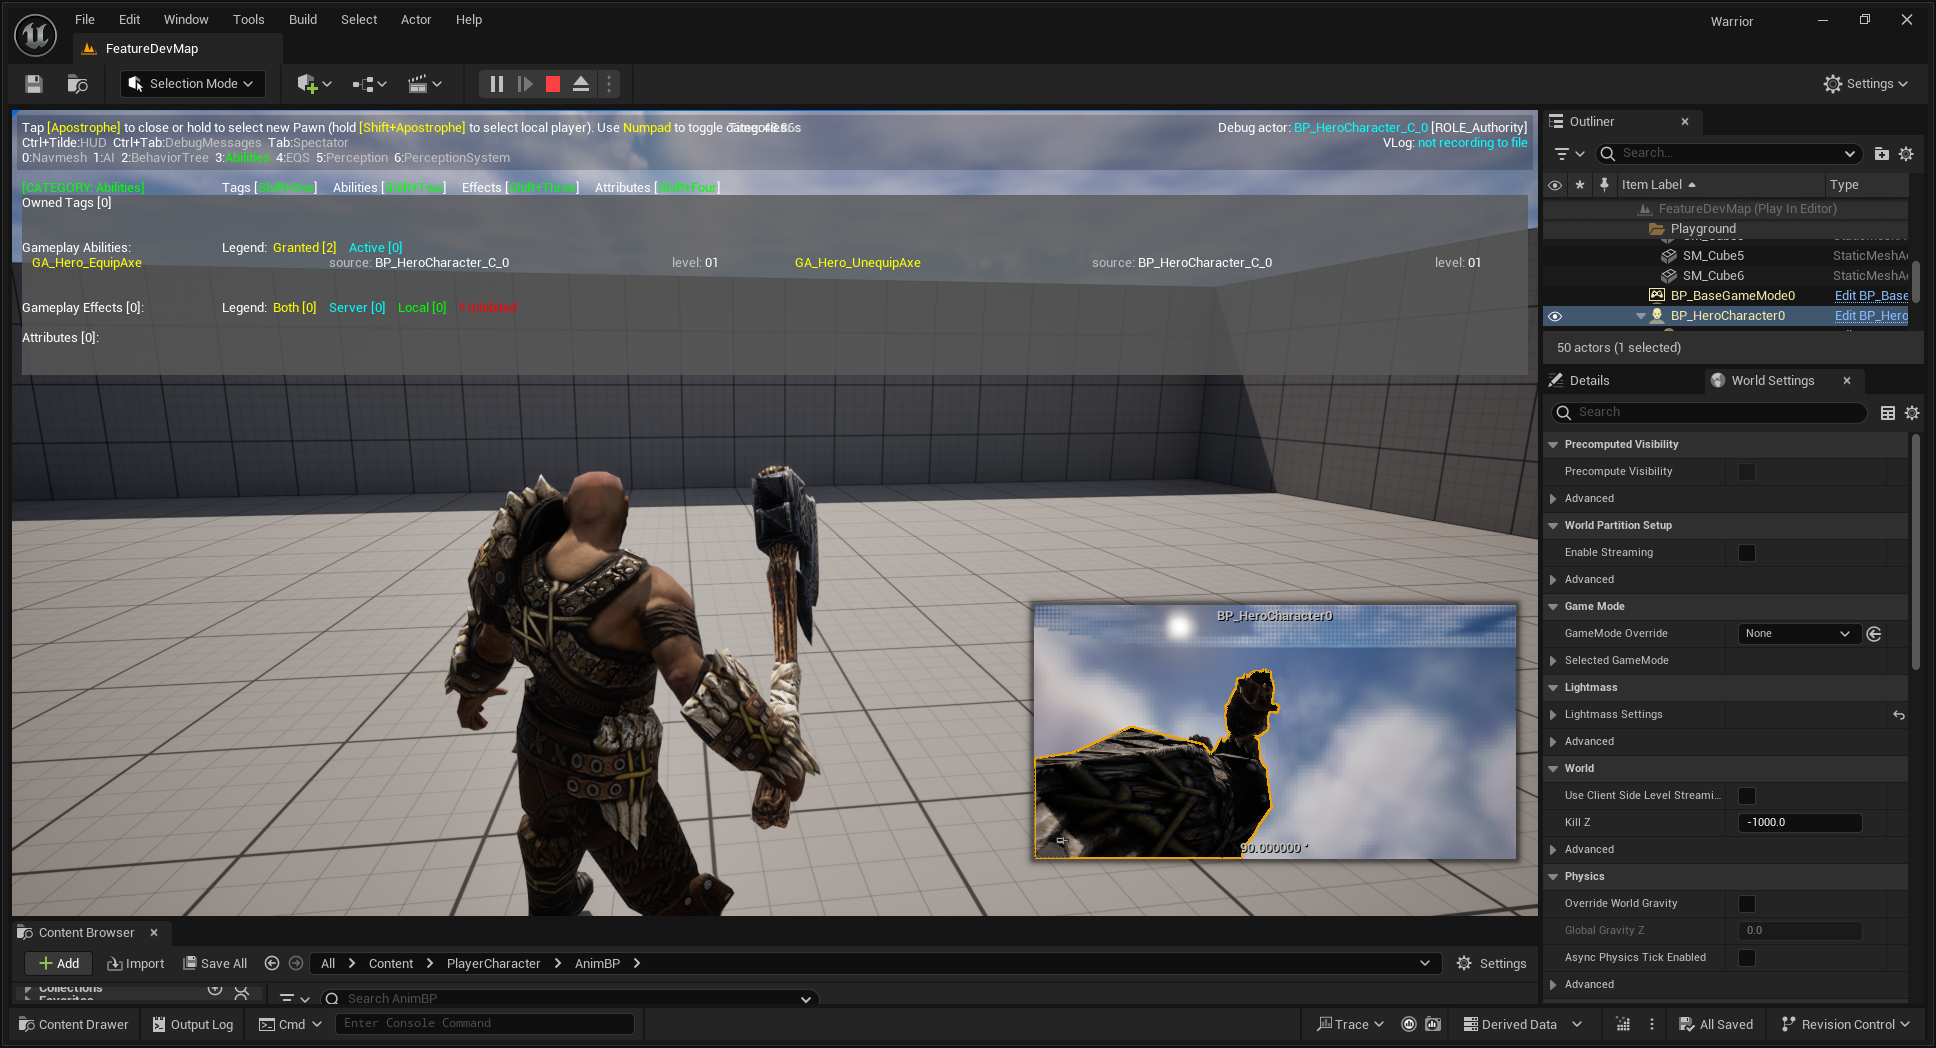 File Edit Window Tools Build Select Actor Help
Warrior
FeatureDevMap
Selection Mode
Settings
Tap [Apostrophe] to close or hold to select new Pawn (hold [Shift+Apostrophe] to select local player). Use Numpad to toggle
Debug actor: BP_HeroCharacter_C_0 [ROLE_Authority]
Ctrl+Tilde:HUD Ctrl+Tab:DebugMessages Tab:Spectator
VLog: not recording to file
0:Navmesh 1:AI 2:BehaviorTree 3:Abilities 4:EQS 5:Perception 6:PerceptionSystem
[CATEGORY: Abilities] Tags [Shift+One] Abilities [Shift+Two] Effects [Shift+Three] Attributes [Shift+Four]
Owned Tags [0]
Gameplay Abilities: Legend: Granted [2] Active [0]
GA_Hero_EquipAxe source: BP_HeroCharacter_C_0 level: 01 GA_Hero_UnequipAxe source: BP_HeroCharacter_C_0 level: 01
Gameplay Effects [0]: Legend: Both [0] Server [0] Local [0]
Attributes [0]:
BP_HeroCharacter0
90.000000 °
Outliner
Search...
Item Label Type
FeatureDevMap (Play In Editor)
Playground
SM_Cube5 StaticMeshAc
SM_Cube6 StaticMeshAc
BP_BaseGameMode0 Edit BP_Base
BP_HeroCharacter0 Edit BP_Hero
50 actors (1 selected)
Details World Settings
Search
Precomputed Visibility
Precompute Visibility
Advanced
World Partition Setup
Enable Streaming
Advanced
Game Mode
GameMode Override None
Selected GameMode
Lightmass
Lightmass Settings
Advanced
World
Use Client Side Level Streami...
Kill Z -1000.0
Advanced
Physics
Override World Gravity
Global Gravity Z 0.0
Async Physics Tick Enabled
Advanced
Content Browser
Add Import Save All All Content PlayerCharacter AnimBP Settings
Collections
Favorites
Search AnimBP
Content Drawer Output Log Cmd Enter Console Command Trace Derived Data All Saved Revision Control